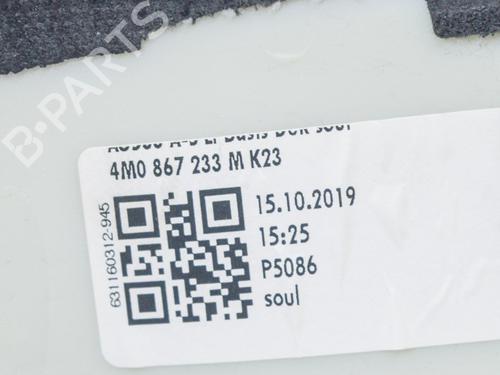 B-PARTS
4M0 867 233 M K23
631160312-945
15.10.2019
15:25
P5086
soul